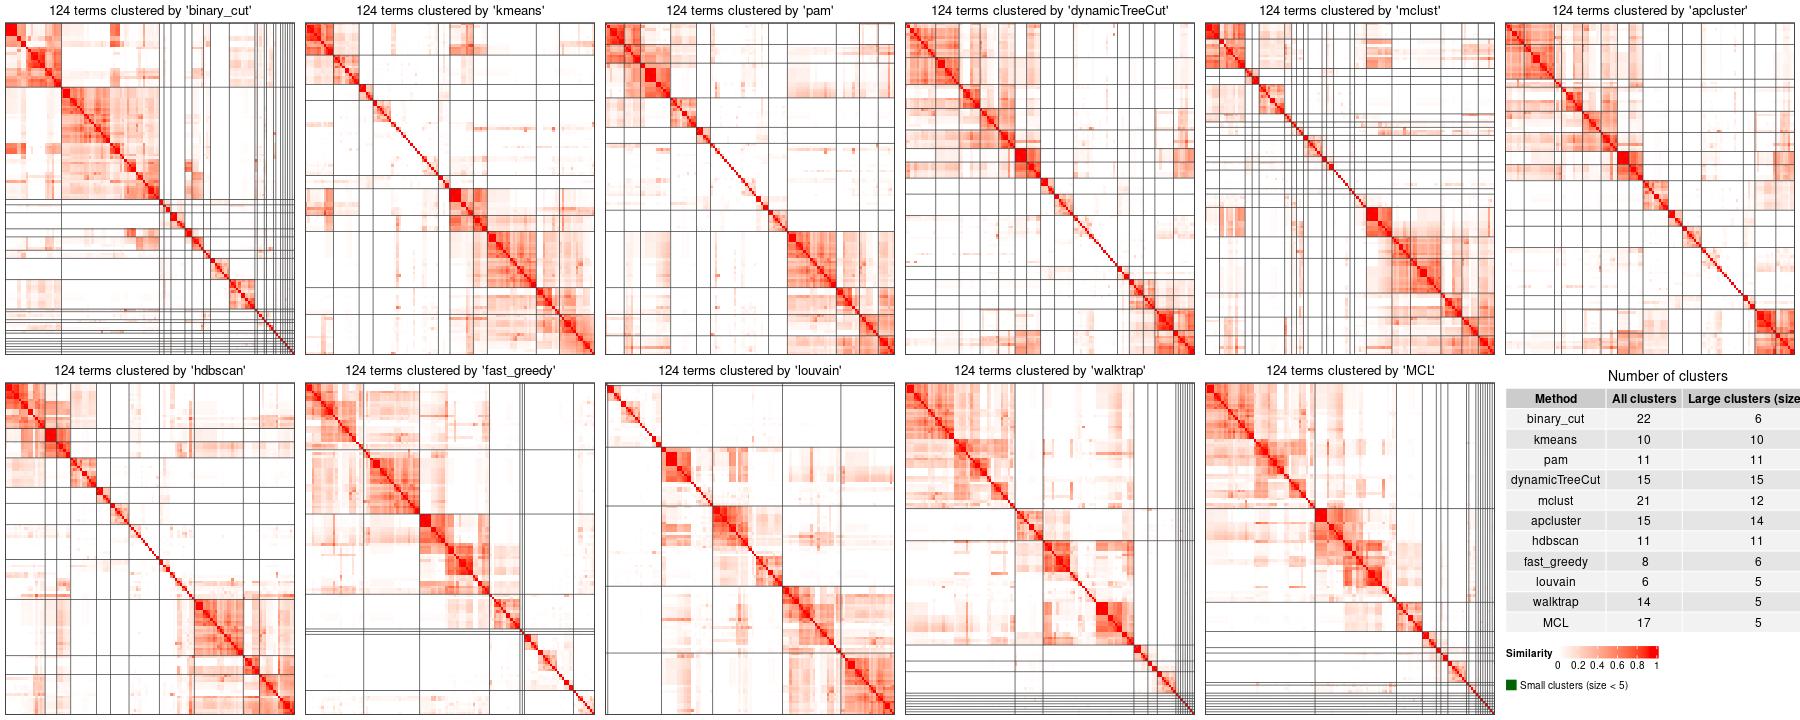 124 terms clustered by 'binary_cut'
124 terms clustered by 'kmeans'
124 terms clustered by 'pam'
124 terms clustered by 'dynamicTreeCut'
124 terms clustered by 'mclust'
124 terms clustered by 'apcluster'
124 terms clustered by 'hdbscan'
124 terms clustered by 'fast_greedy'
124 terms clustered by 'louvain'
124 terms clustered by 'walktrap'
124 terms clustered by 'MCL'
Number of clusters
Method All clusters Large clusters (size
binary_cut 22 6
kmeans 10 10
pam 11 11
dynamicTreeCut 15 15
mclust 21 12
apcluster 15 14
hdbscan 11 11
fast_greedy 8 6
louvain 6 5
walktrap 14 5
MCL 17 5
Similarity
0 0.2 0.4 0.6 0.8 1
Small clusters (size < 5)